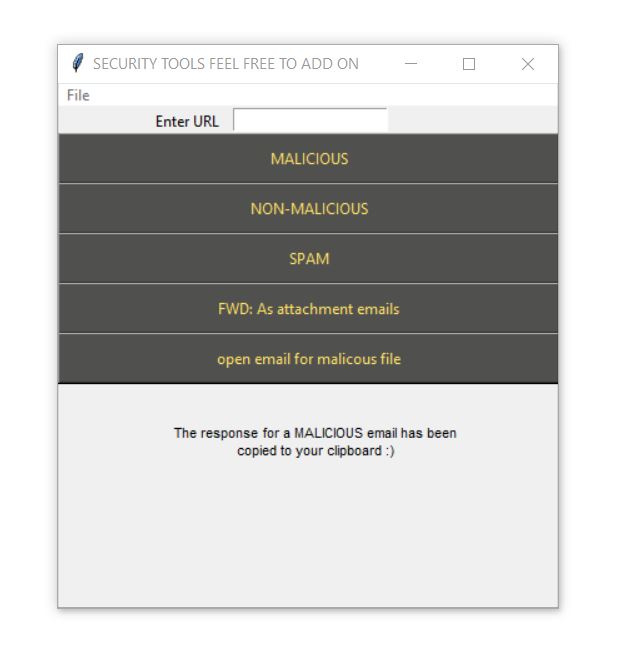 SECURITY TOOLS FEEL FREE TO ADD ON
File
Enter URL
MALICIOUS
NON-MALICIOUS
SPAM
FWD: As attachment emails
open email for malicous file
The response for a MALICIOUS email has been
copied to your clipboard :)